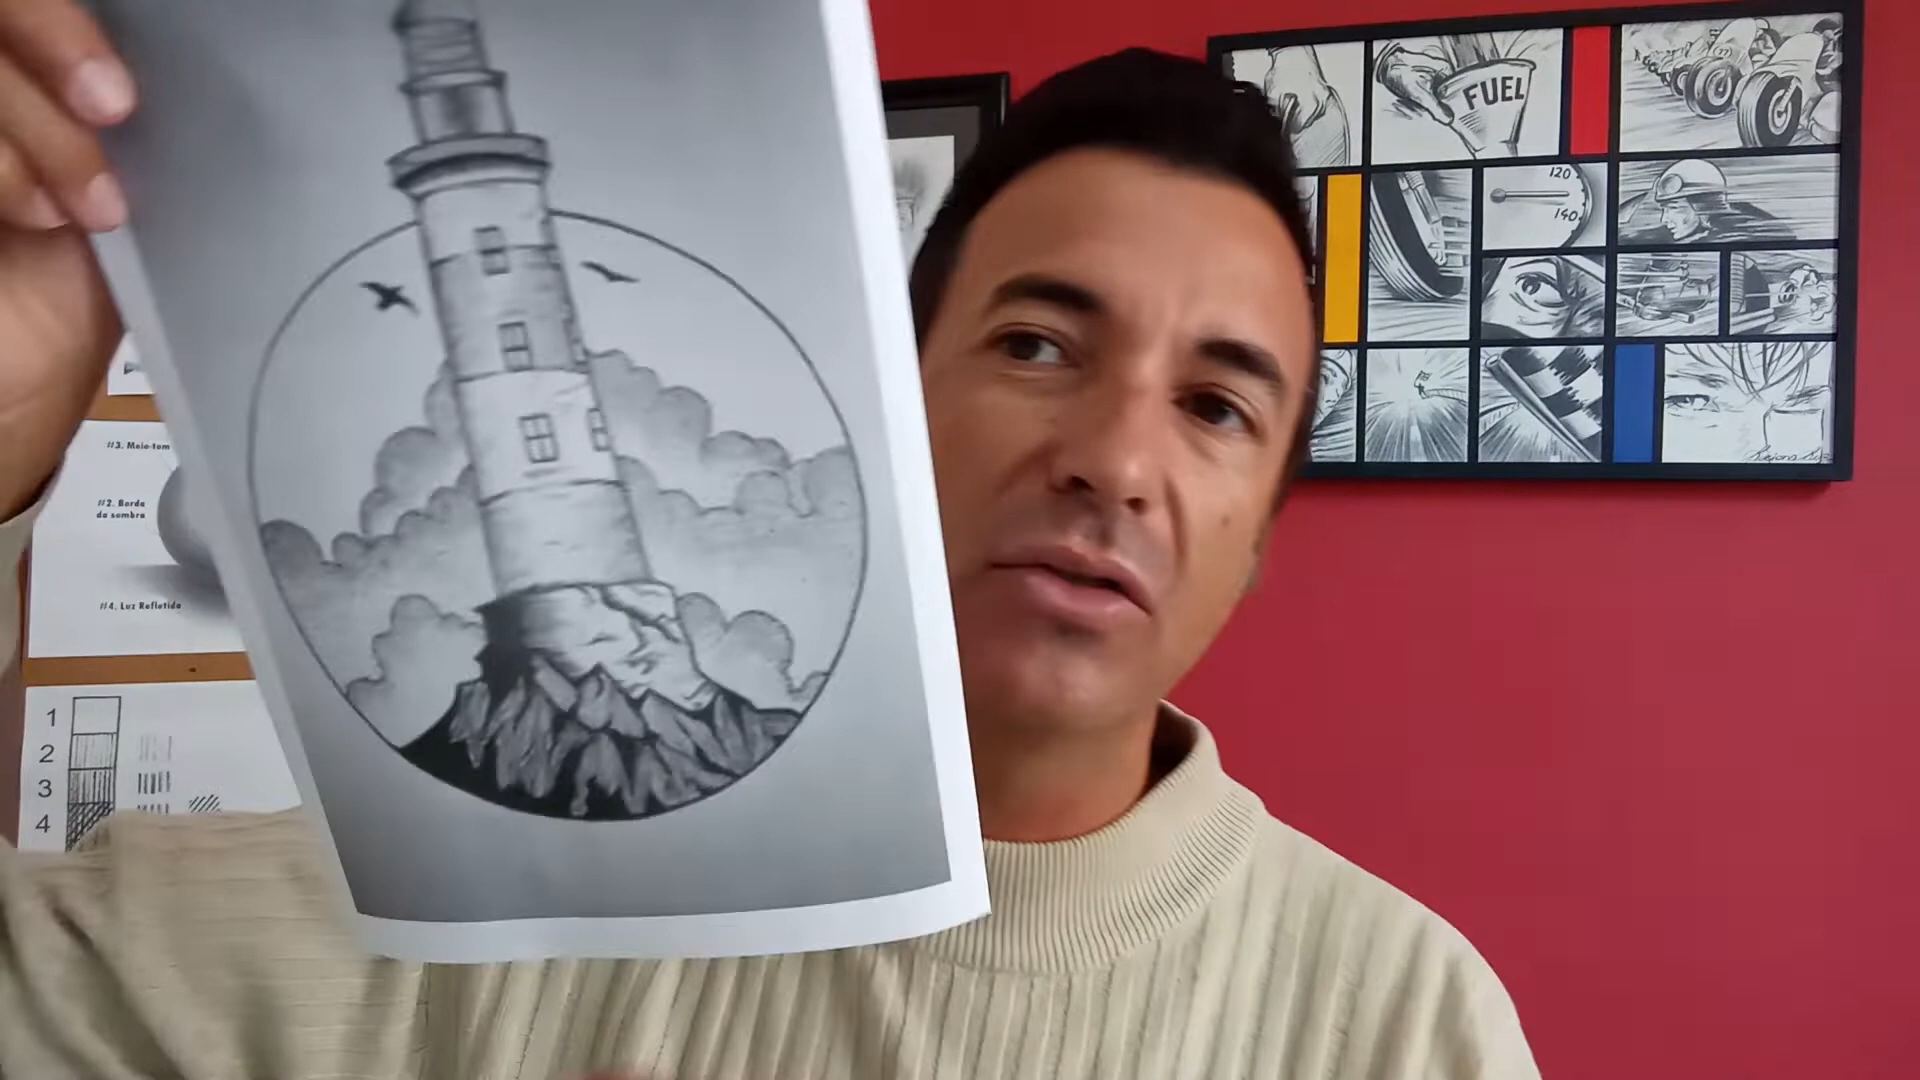 FUEL
120
140
#3. Meio-tom
#2. Borda
da sombra
#4. Luz Refletida
1
2
3
4